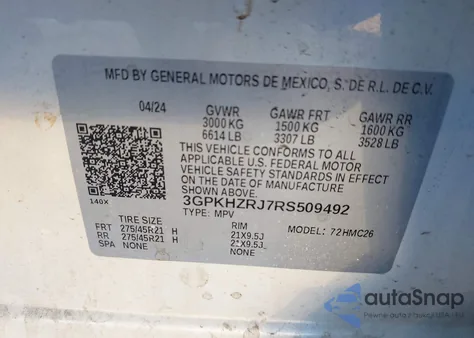 MFD BY GENERAL MOTORS DE MEXICO, S. DE R.L. DE C.V.
04/24 GVWR GAWR FRT GAWR RR
3000 KG 1500 KG 1600 KG
6614 LB 3307 LB 3528 LB
THIS VEHICLE CONFORMS TO ALL
APPLICABLE U.S. FEDERAL MOTOR
VEHICLE SAFETY STANDARDS IN EFFECT
ON THE DATE OF MANUFACTURE SHOWN ABOVE.
3GPKHZRJ7RS509492
140X TYPE: MPV MODEL: 72HMC26
TIRE SIZE RIM
FRT 275/45R21 H 21X9.5J
RR 275/45R21 H 21X9.5J
SPA NONE NONE
autoSnap